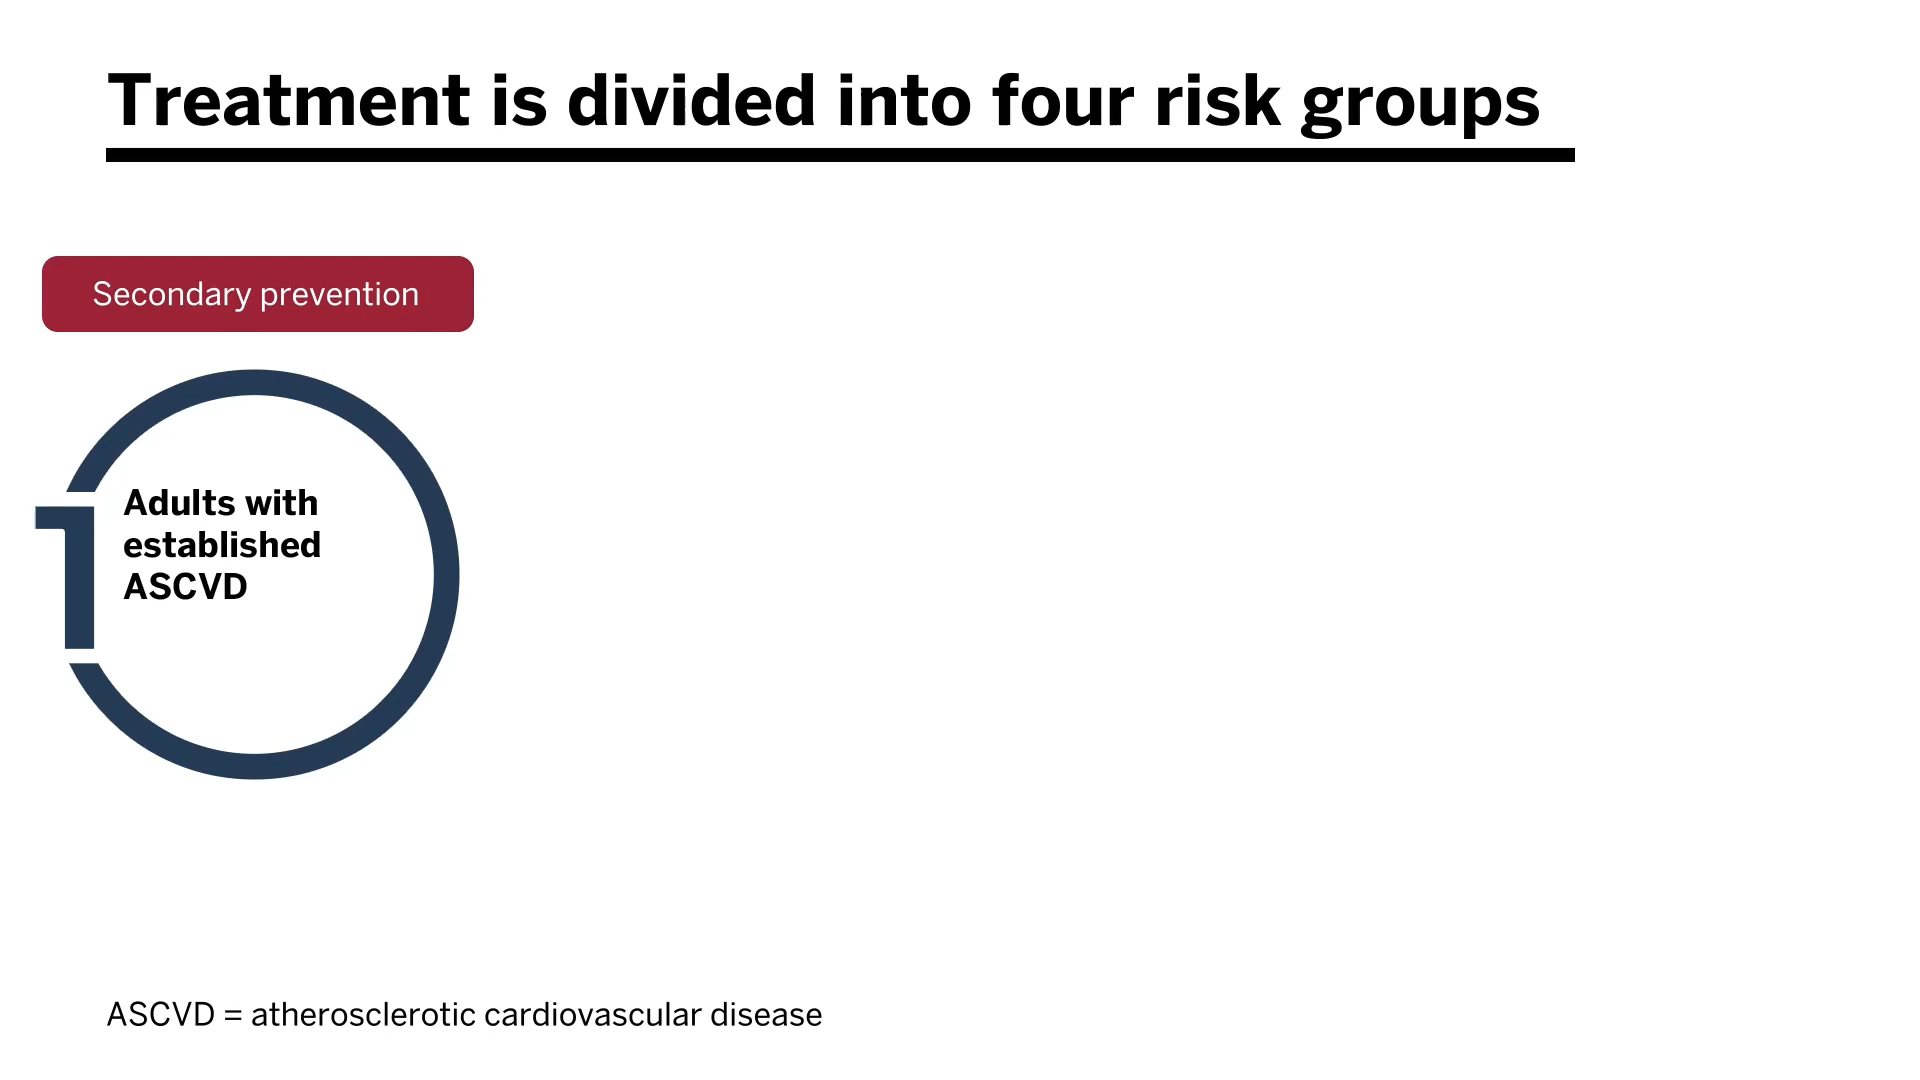 Treatment is divided into four risk groups
Secondary prevention
1
Adults with
established
ASCVD
ASCVD = atherosclerotic cardiovascular disease